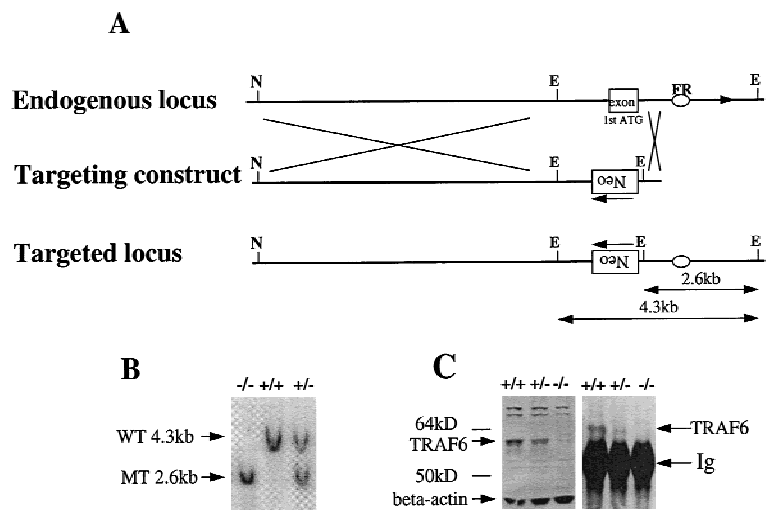 A
N E E
Endogenous locus exon FR
1st ATG
N E E
Targeting construct Neo
N E E E
Targeted locus Neo
2.6kb
4.3kb
B C
-/- +/+ +/- +/+ +/- -/- +/+ +/- -/-
64kD TRAF6
WT 4.3kb TRAF6
Ig
MT 2.6kb 50kD
beta-actin